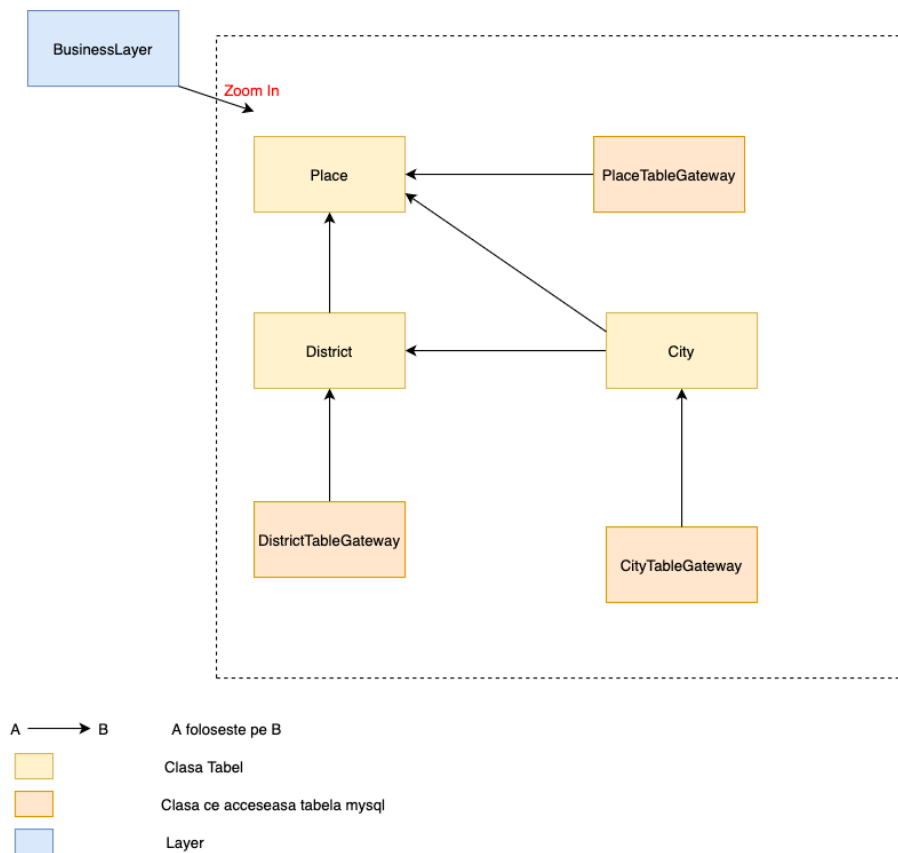 BusinessLayer
Zoom In
Place
PlaceTableGateway
District
City
DistrictTableGateway
CityTableGateway
A B A foloseste pe B
Clasa Tabel
Clasa ce acceseasa tabela mysql
Layer